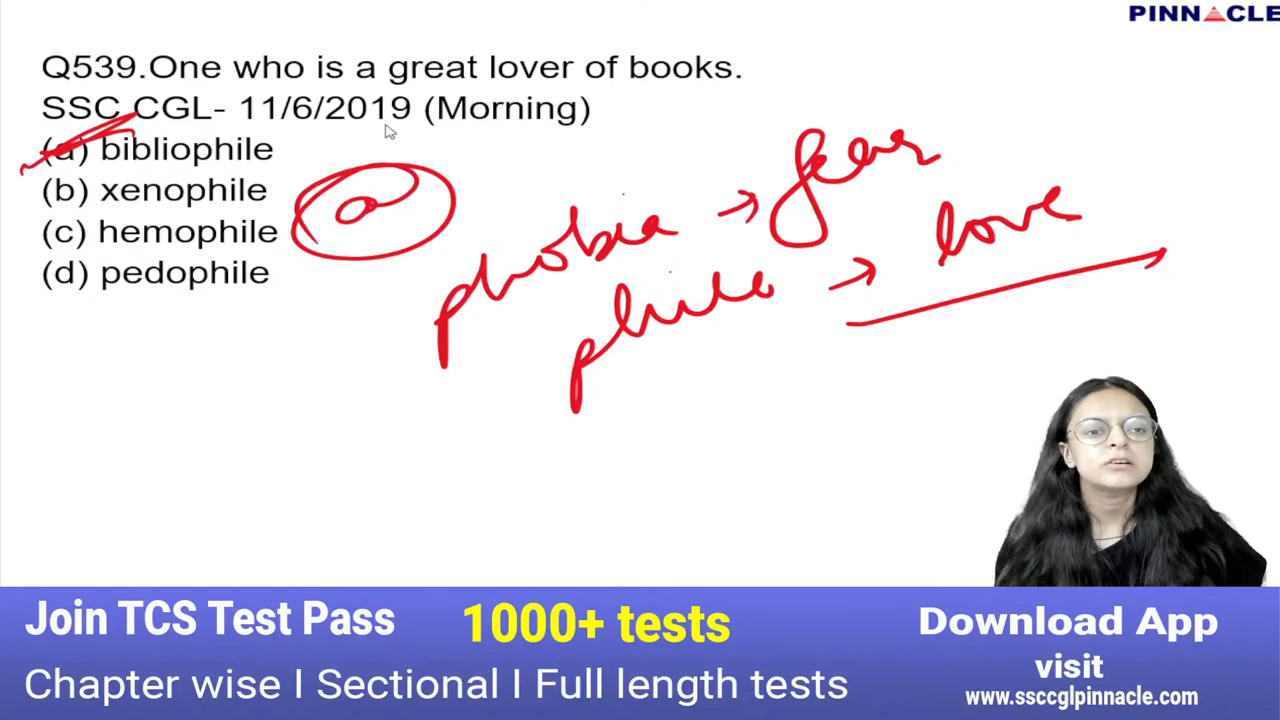 PINNACLE
Q539.One who is a great lover of books.
SSC CGL- 11/6/2019 (Morning)
(a) bibliophile
(b) xenophile
(c) hemophile
(d) pedophile
a
phobia → fear
phile → love
Join TCS Test Pass
1000+ tests
Chapter wise I Sectional I Full length tests
Download App
visit
www.ssccglpinnacle.com